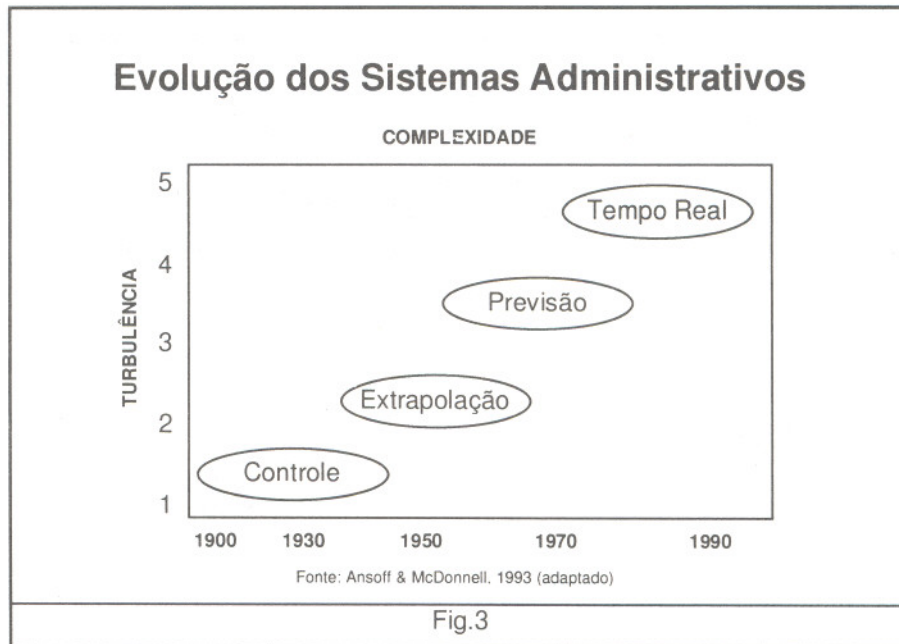 Evolução dos Sistemas Administrativos
COMPLEXIDADE
TURBULÊNCIA
5
4
3
2
1
Tempo Real
Previsão
Extrapolação
Controle
1900 1930 1950 1970 1990
Fonte: Ansoff & McDonnell. 1993 (adaptado)
Fig.3